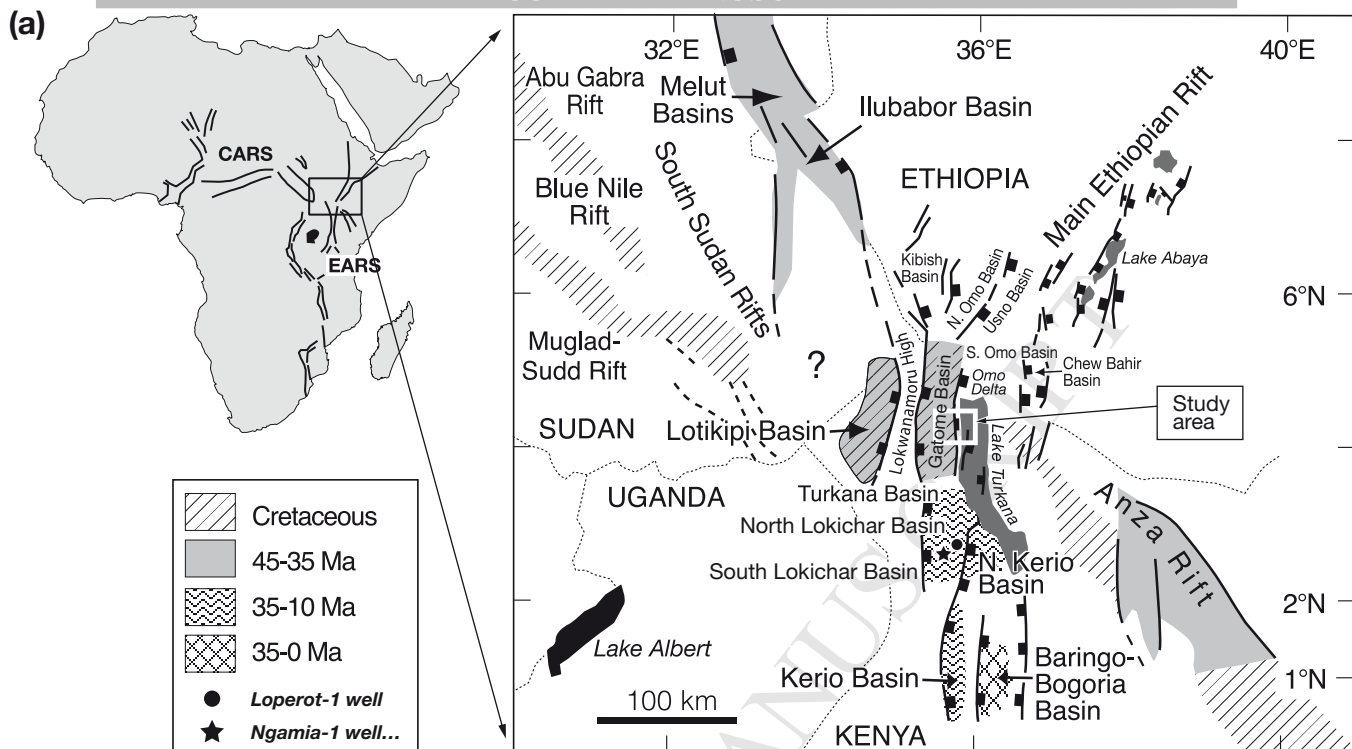 (a)
CARS
EARS
Cretaceous
45-35 Ma
35-10 Ma
35-0 Ma
Loperot-1 well
Ngamia-1 well...
32°E
36°E
40°E
Abu Gabra
Rift
Melut
Basins
Ilubabor Basin
Main Ethiopian Rift
South Sudan Rifts
ETHIOPIA
Blue Nile
Rift
Kibish
Basin
N. Omo Basin
Usno Basin
Lake Abaya
6°N
Muglad-
Sudd Rift
?
Lokwanamoru High
Gatome Basin
S. Omo Basin
Omo
Delta
Chew Bahir
Basin
Study
area
SUDAN
Lotikipi Basin
Lake Turkana
UGANDA
Turkana Basin
North Lokichar Basin
South Lokichar Basin
N. Kerio
Basin
Anza Rift
2°N
Lake Albert
Kerio Basin
Baringo-
Bogoria
Basin
1°N
100 km
KENYA